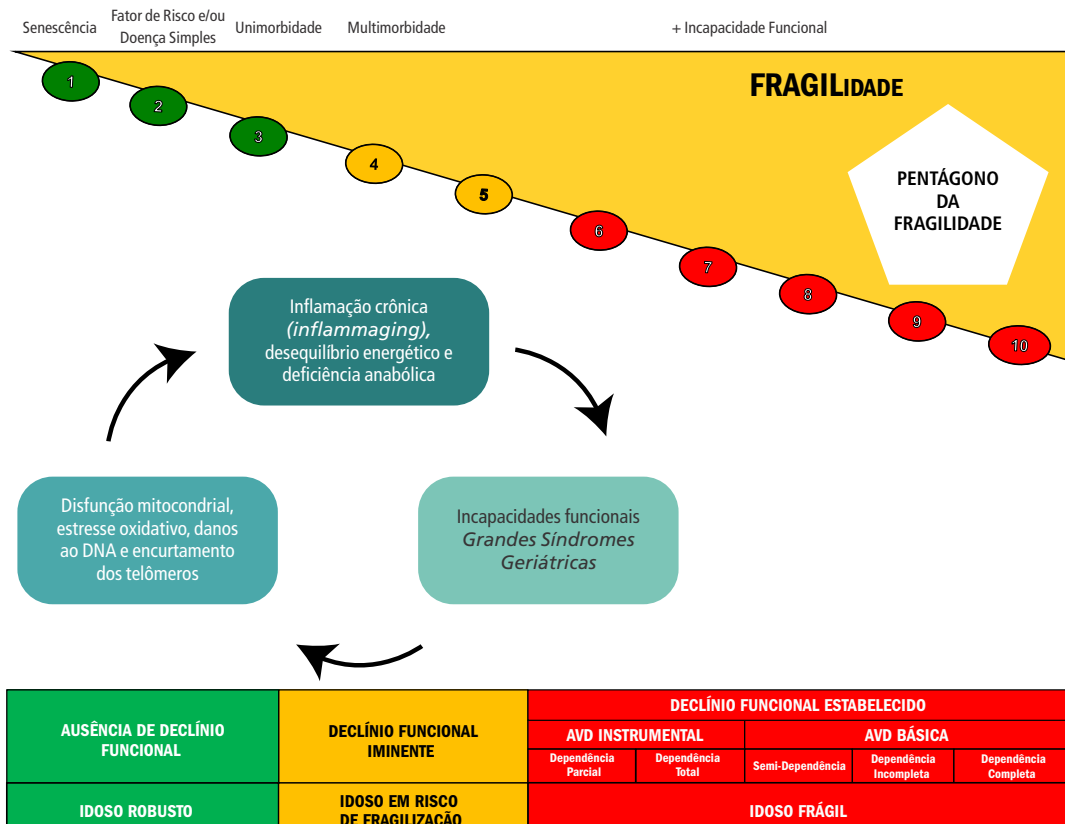 Senescência
Fator de Risco e/ou
Doença Simples
Unimorbidade
Multimorbidade
+ Incapacidade Funcional
FRAGILIDADE
1
2
3
4
5
6
7
8
9
10
PENTÁGONO
DA
FRAGILIDADE
Inflamação crônica
(inflammaging),
desequilíbrio energético e
deficiência anabólica
Disfunção mitocondrial,
estresse oxidativo, danos
ao DNA e encurtamento
dos telômeros
Incapacidades funcionais
Grandes Síndromes
Geriátricas
AUSÊNCIA DE DECLÍNIO
FUNCIONAL
DECLÍNIO FUNCIONAL
IMINENTE
DECLÍNIO FUNCIONAL ESTABELECIDO
AVD INSTRUMENTAL
AVD BÁSICA
Dependência
Parcial
Dependência
Total
Semi-Dependência
Dependência
Incompleta
Dependência
Completa
IDOSO ROBUSTO
IDOSO EM RISCO
DE FRAGILIZAÇÃO
IDOSO FRÁGIL